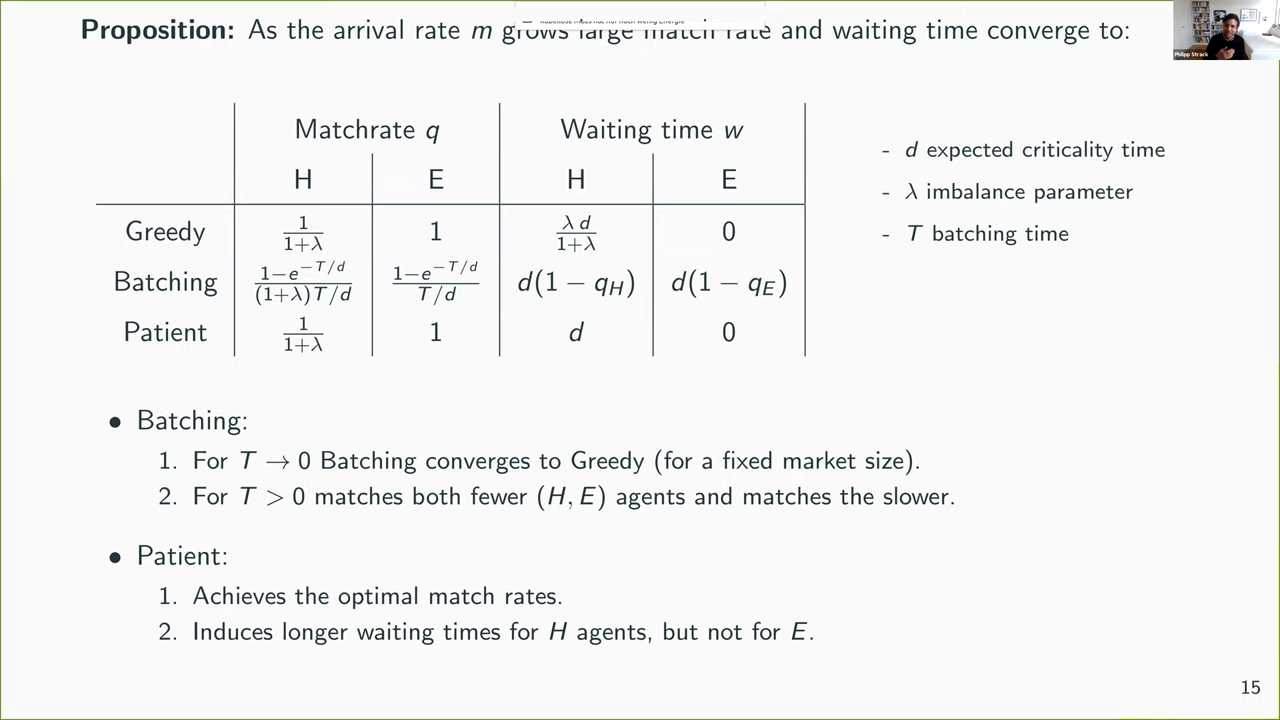 Proposition: As the arrival rate m grows large match rate and waiting time converge to:
Philipp Strack
Matchrate q Waiting time w
H E H E
Greedy 1/(1+λ) 1 λ d/(1+λ) 0
Batching (1−e^{−T/d})/((1+λ)T/d) (1−e^{−T/d})/(T/d) d(1 − q_H) d(1 − q_E)
Patient 1/(1+λ) 1 d 0
- d expected criticality time
- λ imbalance parameter
- T batching time
• Batching:
1. For T → 0 Batching converges to Greedy (for a fixed market size).
2. For T > 0 matches both fewer (H, E) agents and matches the slower.
• Patient:
1. Achieves the optimal match rates.
2. Induces longer waiting times for H agents, but not for E.
15